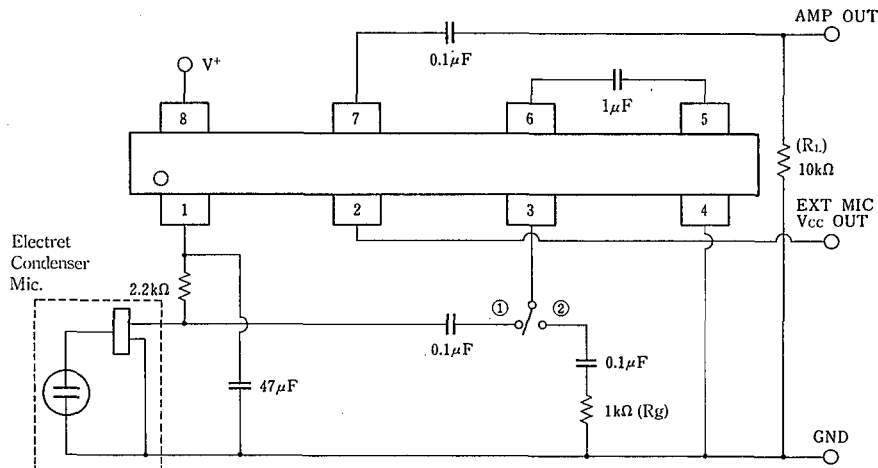 AMP OUT
0.1μF
V⁺
1μF
8
7
6
5
(RL)
10kΩ
1
2
3
4
EXT MIC
Vcc OUT
Electret
Condenser
Mic.
2.2kΩ
①
②
0.1μF
0.1μF
47μF
1kΩ (Rg)
GND